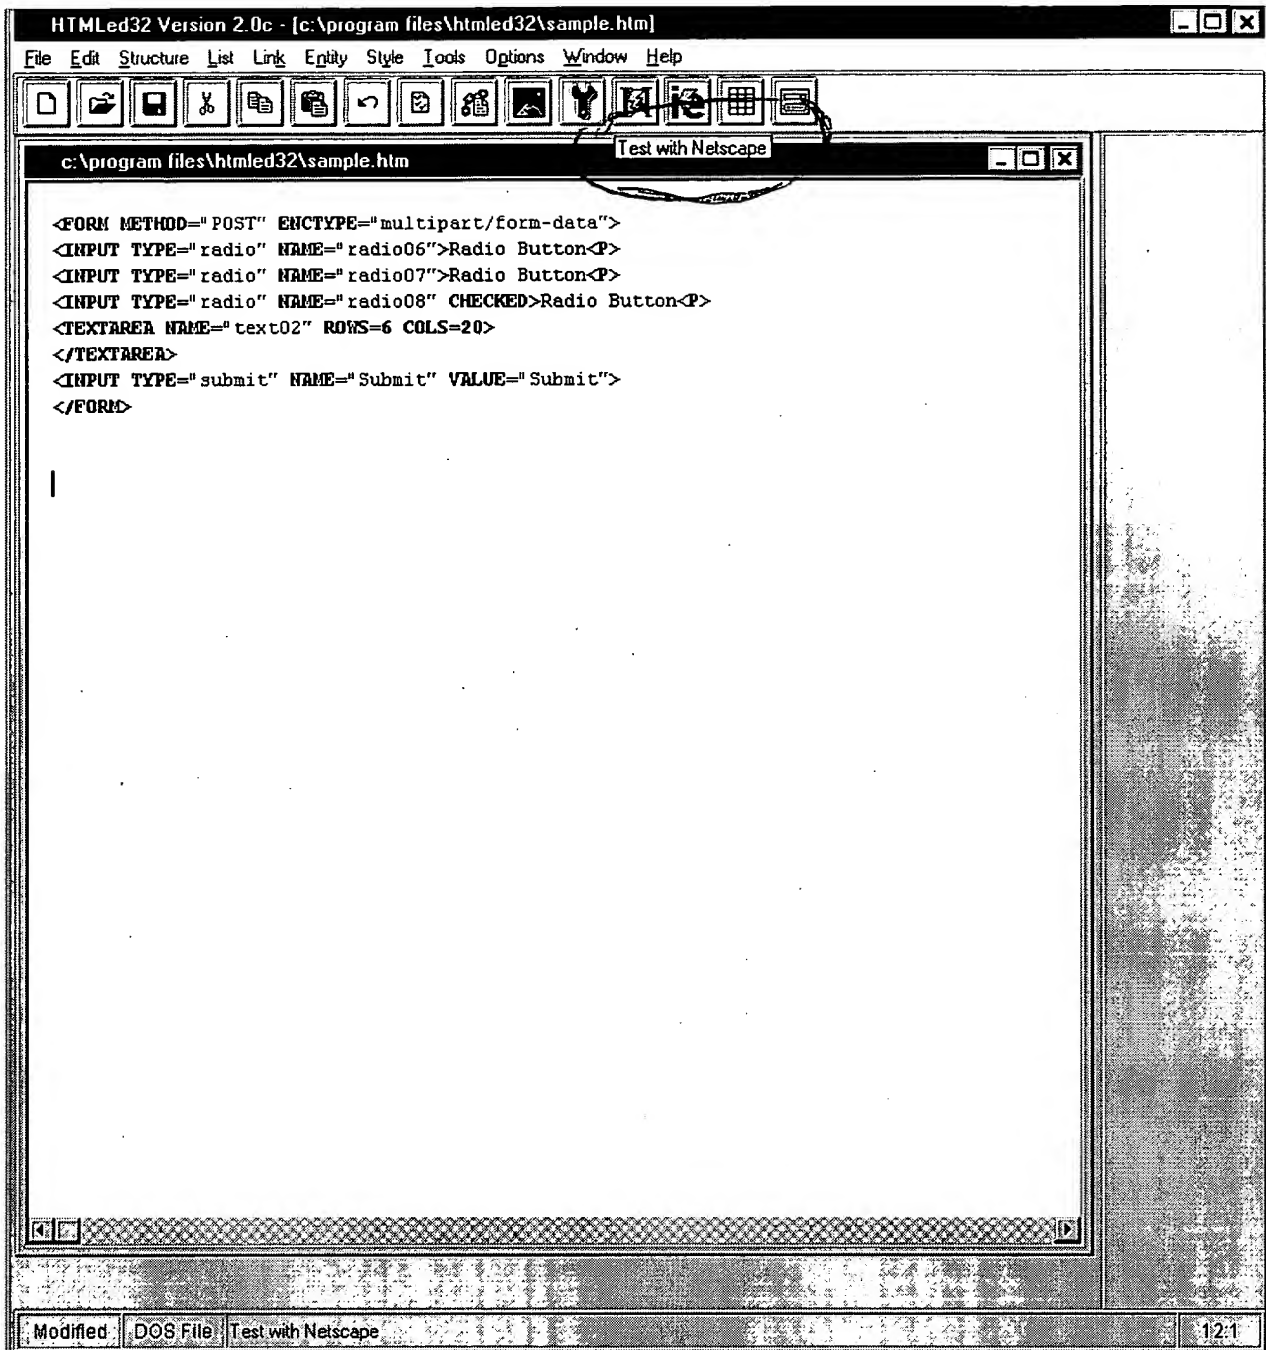 HTMLed32 Version 2.0c - [c:\program files\htmled32\sample.htm]
File Edit Structure List Link Entity Style Tools Options Window Help
ie
Test with Netscape
c:\program files\htmled32\sample.htm
<FORM METHOD="POST" ENCTYPE="multipart/form-data">
<INPUT TYPE="radio" NAME="radio06">Radio Button<P>
<INPUT TYPE="radio" NAME="radio07">Radio Button<P>
<INPUT TYPE="radio" NAME="radio08" CHECKED>Radio Button<P>
<TEXTAREA NAME="text02" ROWS=6 COLS=20>
</TEXTAREA>
<INPUT TYPE="submit" NAME="Submit" VALUE="Submit">
</FORM>
Modified DOS File Test with Netscape 12:1